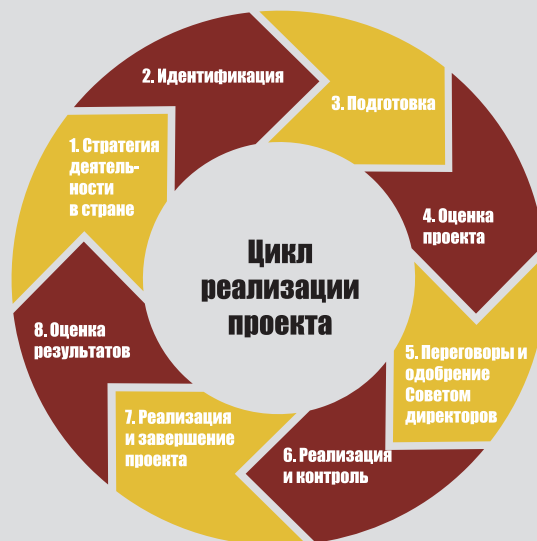 Цикл
реализации
проекта
1. Стратегия
деятель-
ности
в стране
2. Идентификация
3. Подготовка
4. Оценка
проекта
5. Переговоры и
одобрение
Советом
директоров
6. Реализация
и контроль
7. Реализация
и завершение
проекта
8. Оценка
результатов